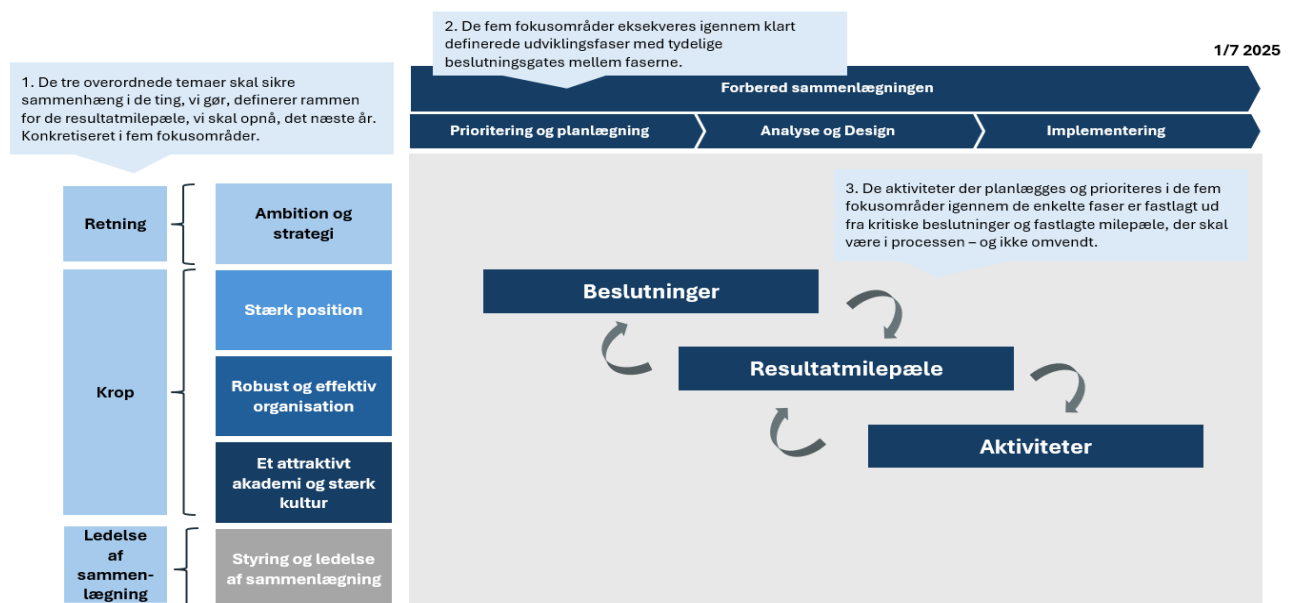 2. De fem fokusområder eksekveres igennem klart
definerede udviklingsfaser med tydelige
beslutningsgates mellem faserne.
1/7 2025
1. De tre overordnede temaer skal sikre
sammenhæng i de ting, vi gør, definerer rammen
for de resultatmilepæle, vi skal opnå, det næste år.
Konkretiseret i fem fokusområder.
Forbered sammenlægningen
Prioritering og planlægning
Analyse og Design
Implementering
3. De aktiviteter der planlægges og prioriteres i de fem
fokusområder igennem de enkelte faser er fastlagt ud
fra kritiske beslutninger og fastlagte milepæle, der skal
være i processen – og ikke omvendt.
Retning
Ambition og
strategi
Krop
Stærk position
Robust og effektiv
organisation
Et attraktivt
akademi og stærk
kultur
Ledelse
af
sammen-
lægning
Styring og ledelse
af sammenlægning
Beslutninger
Resultatmilepæle
Aktiviteter